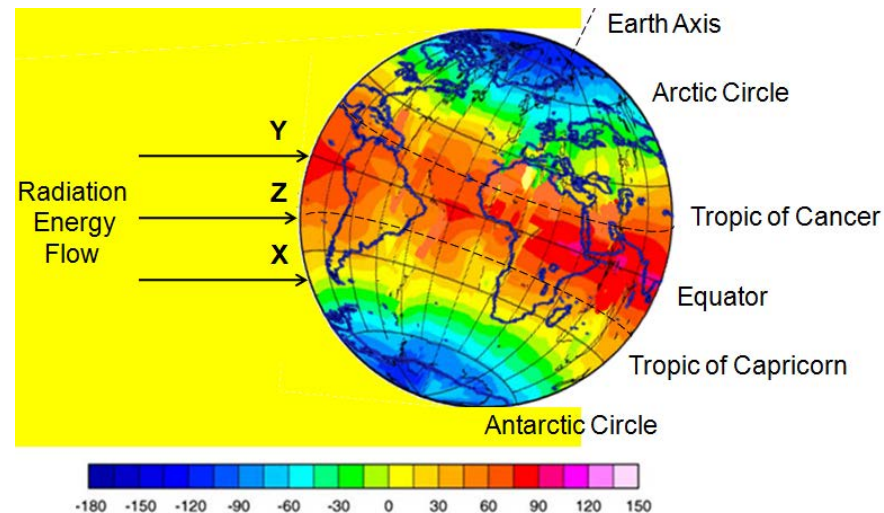 Earth Axis
Arctic Circle
Y
Z
X
Radiation
Energy
Flow
Tropic of Cancer
Equator
Tropic of Capricorn
Antarctic Circle
-180 -150 -120 -90 -60 -30 0 30 60 90 120 150